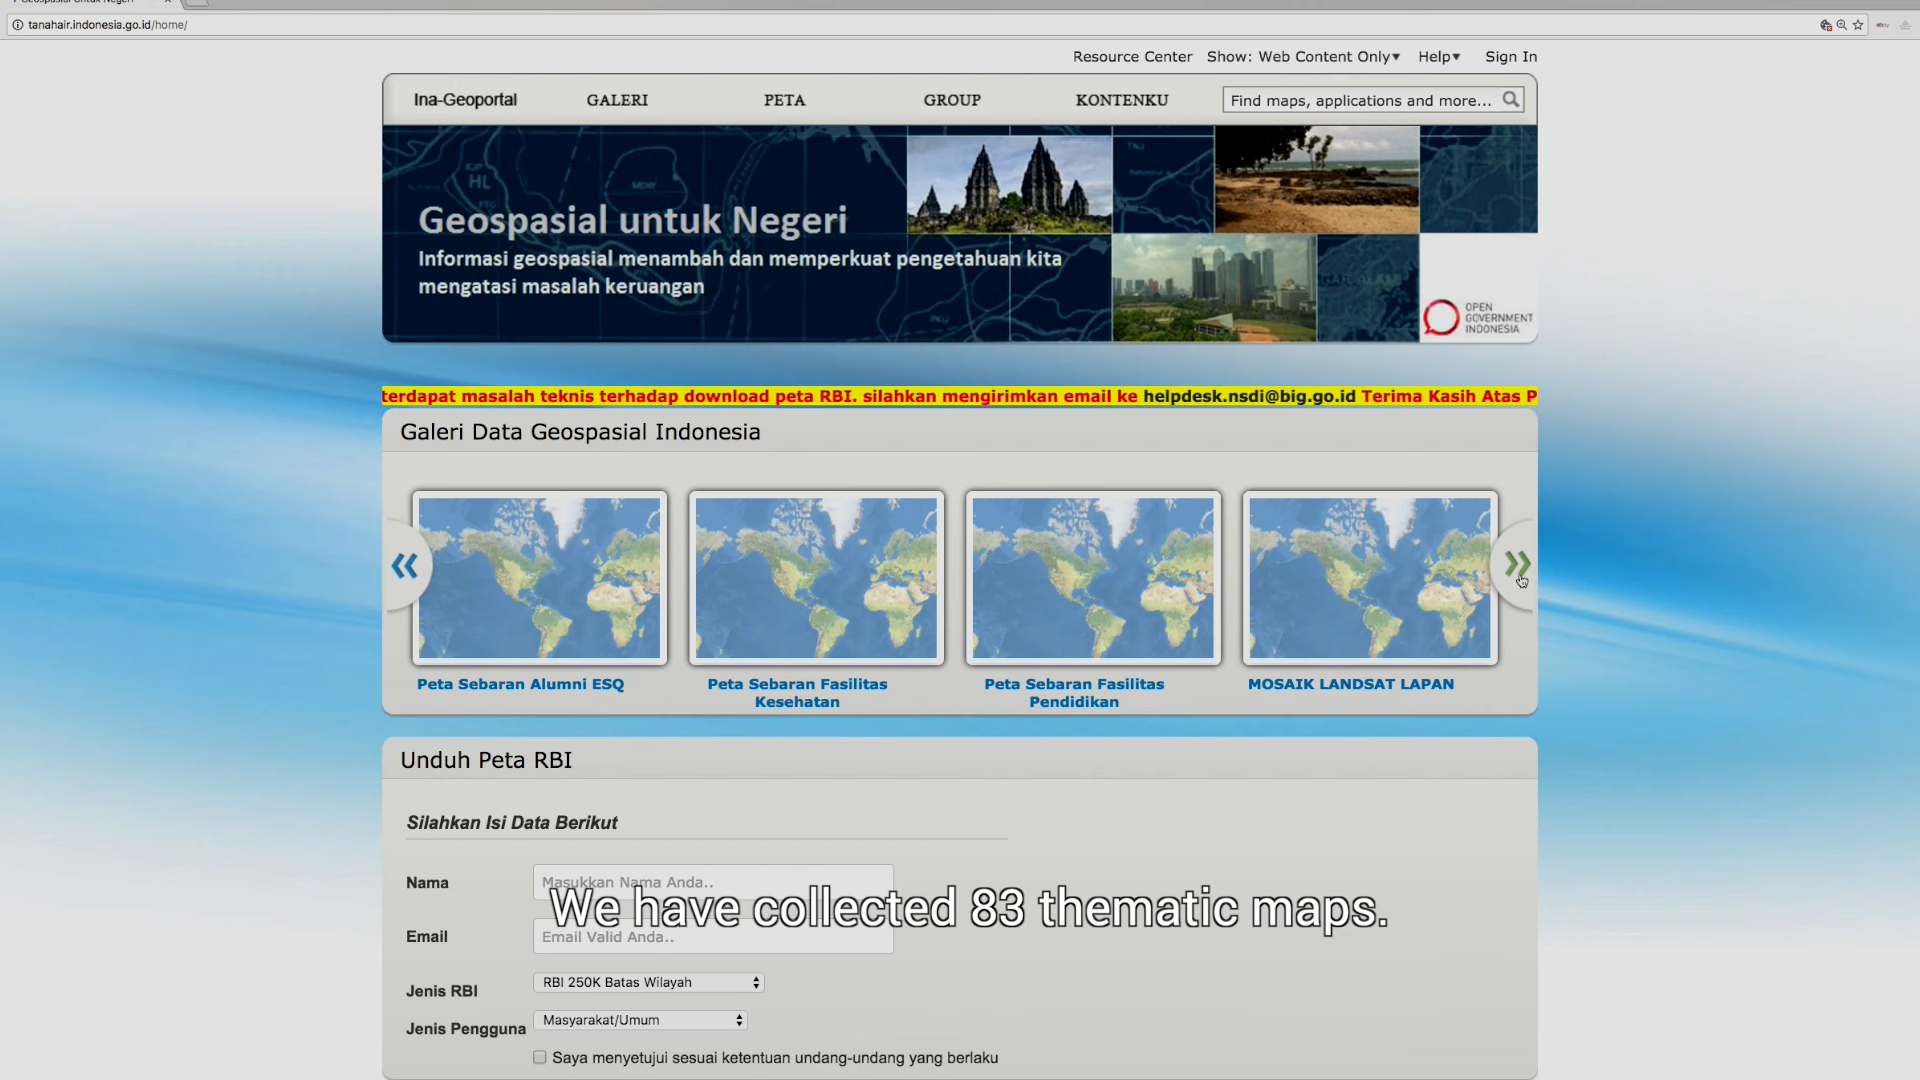 tanahair.indonesia.go.id/home/
Resource Center Show: Web Content Only▾ Help▾ Sign In
Ina-Geoportal GALERI PETA GROUP KONTENKU Find maps, applications and more...
Geospasial untuk Negeri
Informasi geospasial menambah dan memperkuat pengetahuan kita
mengatasi masalah keruangan
HL
OPEN
GOVERNMENT
INDONESIA
terdapat masalah teknis terhadap download peta RBI. silahkan mengirimkan email ke helpdesk.nsdi@big.go.id Terima Kasih Atas P
Galeri Data Geospasial Indonesia
Peta Sebaran Alumni ESQ
Peta Sebaran Fasilitas
Kesehatan
Peta Sebaran Fasilitas
Pendidikan
MOSAIK LANDSAT LAPAN
Unduh Peta RBI
Silahkan Isi Data Berikut
Nama Masukkan Nama Anda..
We have collected 83 thematic maps.
Email Email Valid Anda..
Jenis RBI RBI 250K Batas Wilayah
Jenis Pengguna Masyarakat/Umum
Saya menyetujui sesuai ketentuan undang-undang yang berlaku